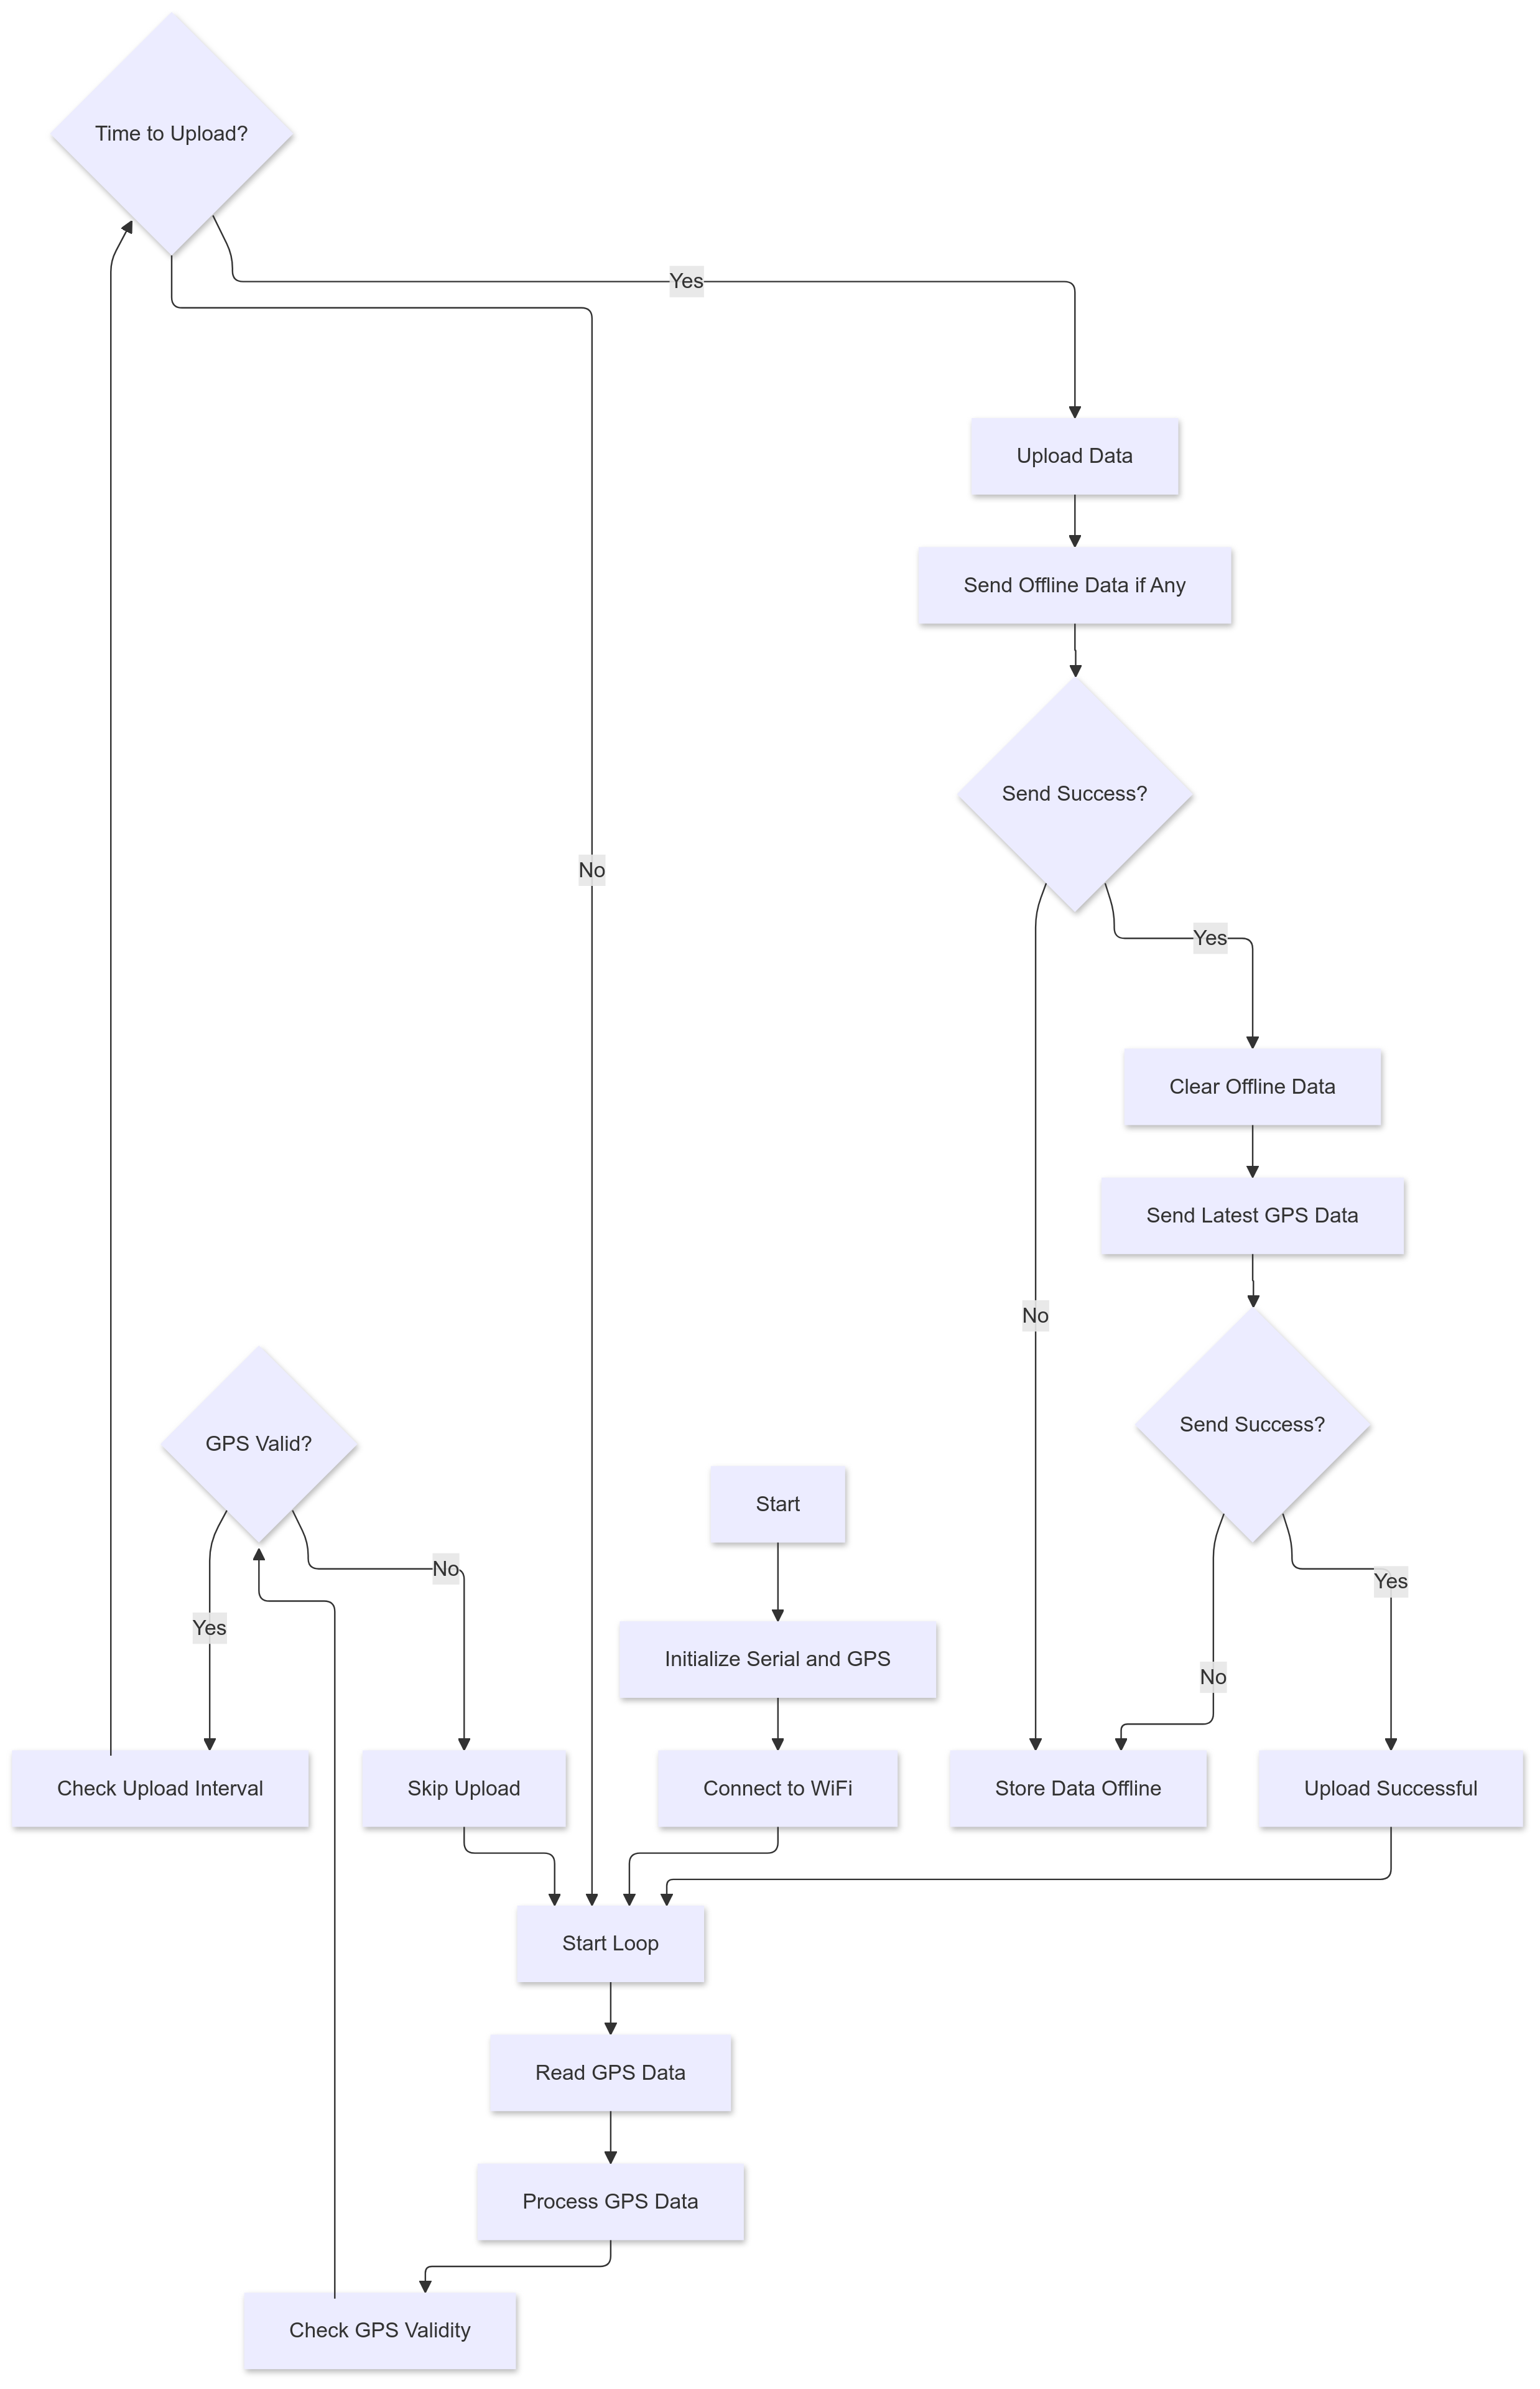 Time to Upload?
Yes
Upload Data
Send Offline Data if Any
Send Success?
No
Yes
Clear Offline Data
Send Latest GPS Data
No
Send Success?
GPS Valid?
Start
No
Yes
Yes
Initialize Serial and GPS
No
Check Upload Interval
Skip Upload
Connect to WiFi
Store Data Offline
Upload Successful
Start Loop
Read GPS Data
Process GPS Data
Check GPS Validity